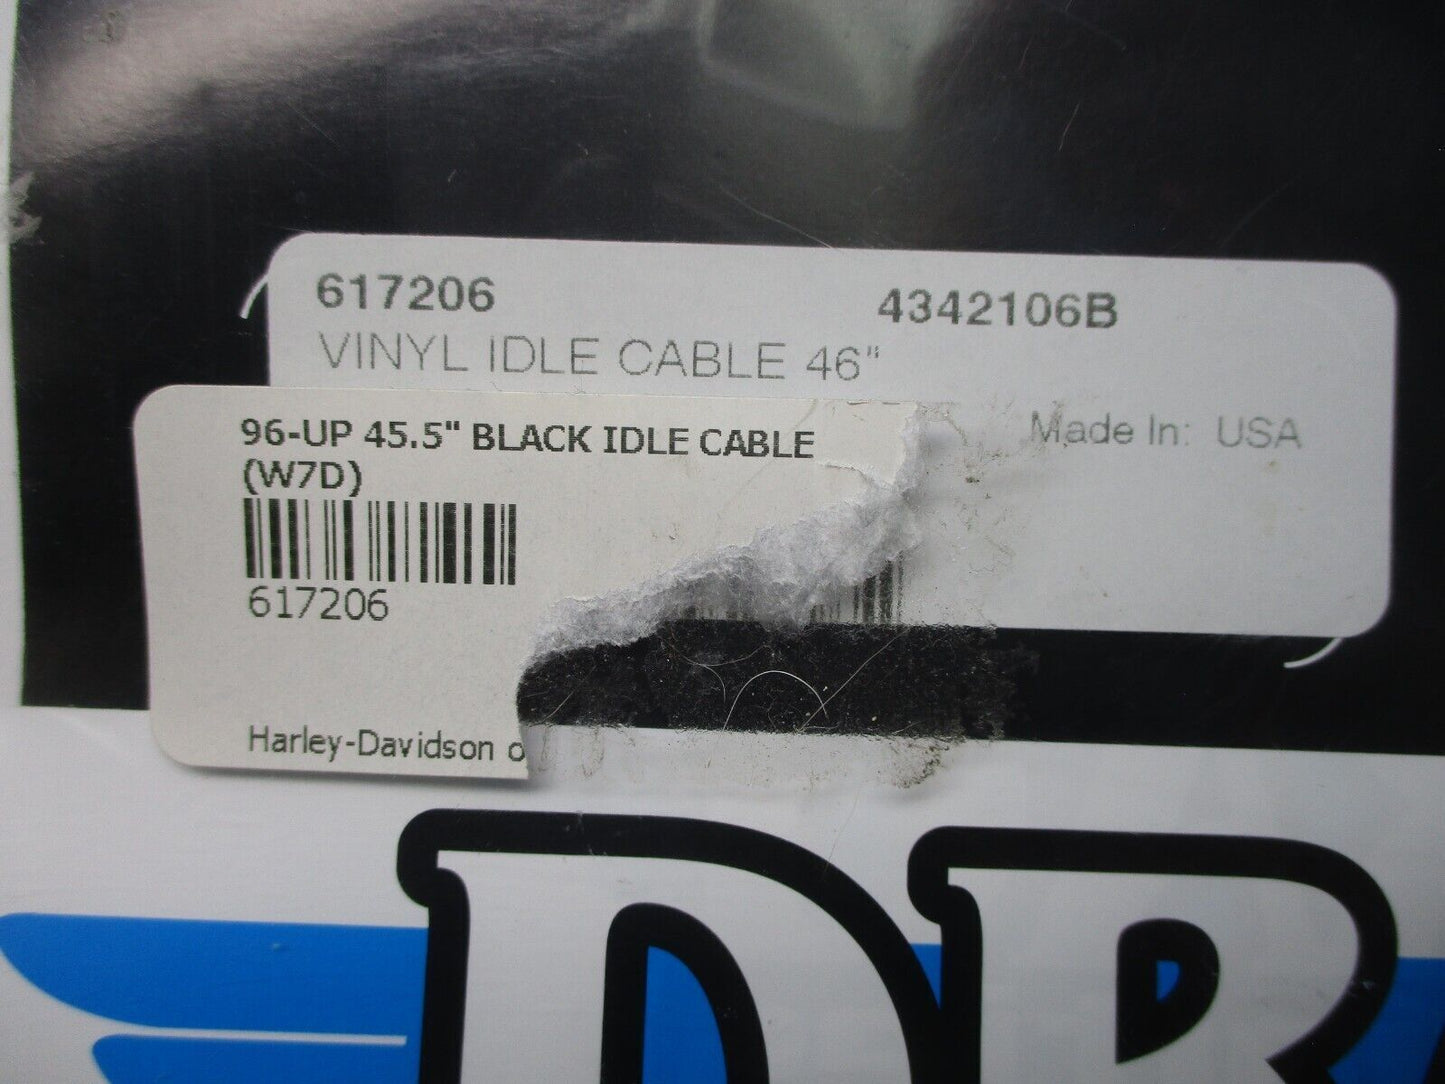 617206 4342106B
VINYL IDLE CABLE 46"
Made In: USA
96-UP 45.5" BLACK IDLE CABLE
(W7D)
617206
Harley-Davidson o
DR